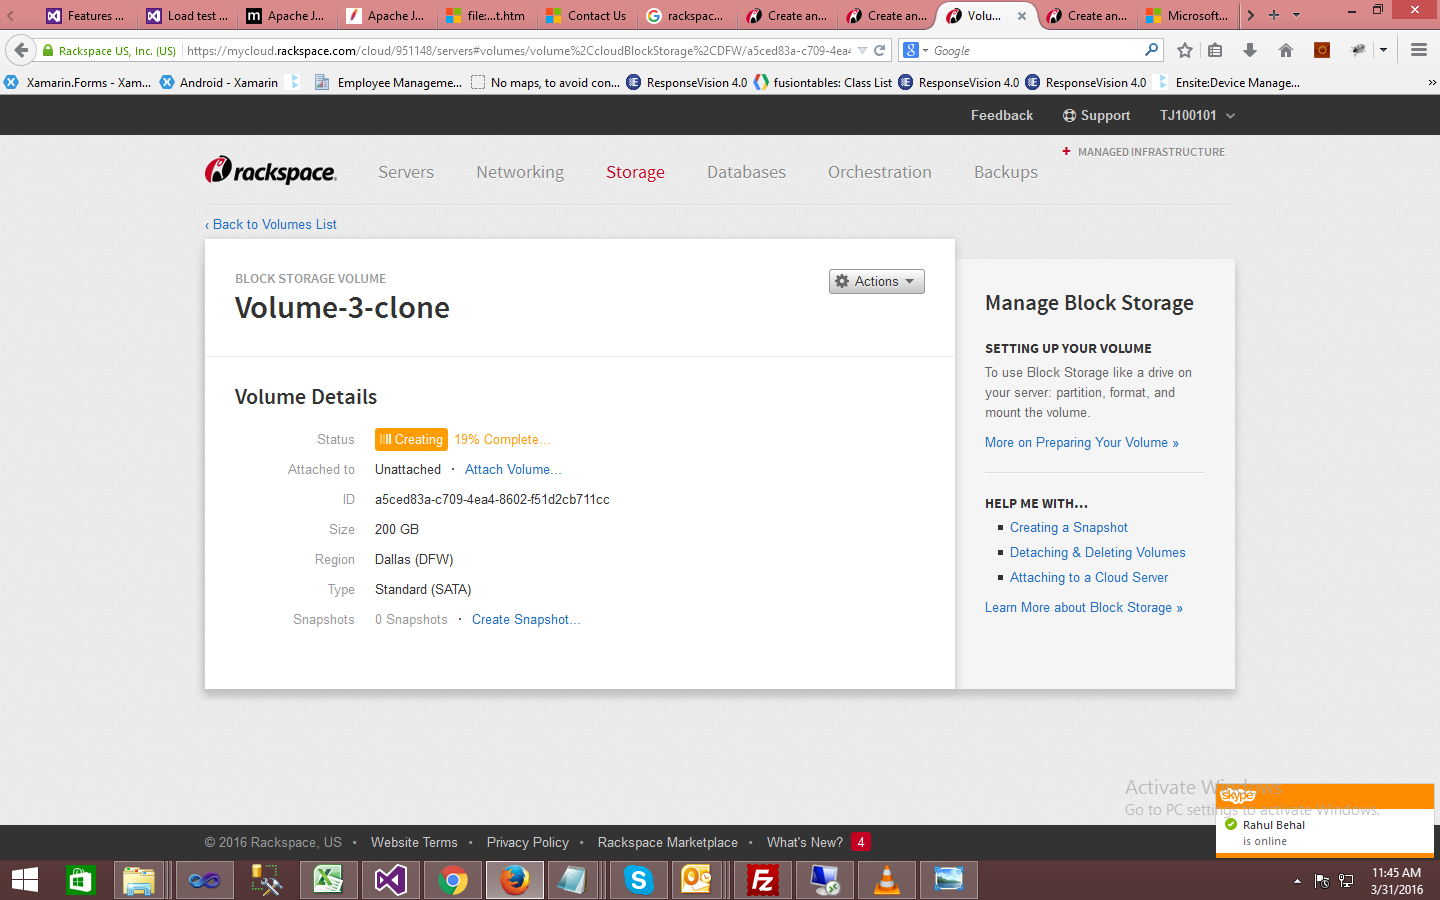 Features ...
Load test ...
Apache J...
Apache J...
file:...t.htm
Contact Us
rackspac...
Create an...
Create an...
Volu...
Create an...
Microsoft...
Rackspace US, Inc. (US)
https://mycloud.rackspace.com/cloud/951148/servers#volumes/volume%2CcloudBlockStorage%2CDFW/a5ced83a-c709-4ea4
Google
Xamarin.Forms - Xam...
Android - Xamarin
Employee Manageme...
No maps, to avoid con...
ResponseVision 4.0
fusiontables: Class List
ResponseVision 4.0
ResponseVision 4.0
Ensite:Device Manage...
Feedback
Support
TJ100101
+ MANAGED INFRASTRUCTURE
rackspace.
Servers
Networking
Storage
Databases
Orchestration
Backups
‹ Back to Volumes List
BLOCK STORAGE VOLUME
Volume-3-clone
Actions
Volume Details
Status Creating 19% Complete...
Attached to Unattached · Attach Volume...
ID a5ced83a-c709-4ea4-8602-f51d2cb711cc
Size 200 GB
Region Dallas (DFW)
Type Standard (SATA)
Snapshots 0 Snapshots · Create Snapshot...
Manage Block Storage
SETTING UP YOUR VOLUME
To use Block Storage like a drive on
your server: partition, format, and
mount the volume.
More on Preparing Your Volume »
HELP ME WITH...
Creating a Snapshot
Detaching & Deleting Volumes
Attaching to a Cloud Server
Learn More about Block Storage »
Activate Windows
Go to PC settings to activate Windows.
skype
Rahul Behal
is online
© 2016 Rackspace, US • Website Terms • Privacy Policy • Rackspace Marketplace • What's New? 4
11:45 AM
3/31/2016